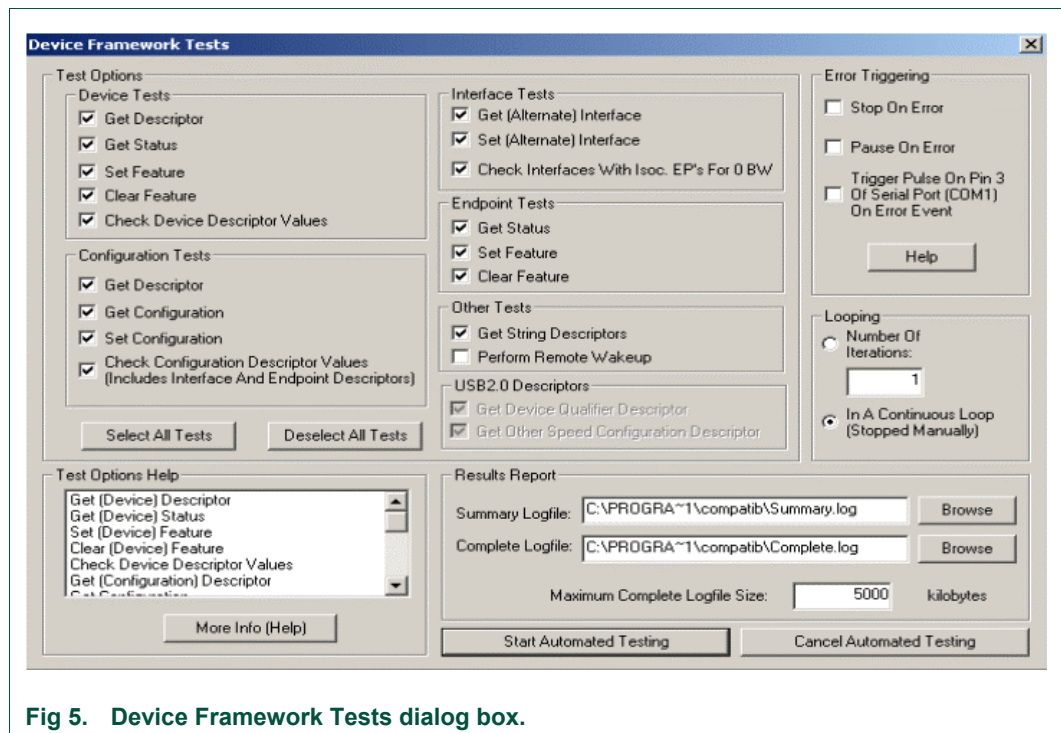 Device Framework Tests
Test Options
Device Tests
Get Descriptor
Get Status
Set Feature
Clear Feature
Check Device Descriptor Values
Configuration Tests
Get Descriptor
Get Configuration
Set Configuration
Check Configuration Descriptor Values
(Includes Interface And Endpoint Descriptors)
Select All Tests
Deselect All Tests
Interface Tests
Get (Alternate) Interface
Set (Alternate) Interface
Check Interfaces With Isoc. EP's For 0 BW
Endpoint Tests
Get Status
Set Feature
Clear Feature
Other Tests
Get String Descriptors
Perform Remote Wakeup
USB2.0 Descriptors
Get Device Qualifier Descriptor
Get Other Speed Configuration Descriptor
Error Triggering
Stop On Error
Pause On Error
Trigger Pulse On Pin 3
Of Serial Port (COM1)
On Error Event
Help
Looping
Number Of
Iterations:
1
In A Continuous Loop
(Stopped Manually)
Test Options Help
Get (Device) Descriptor
Get (Device) Status
Set (Device) Feature
Clear (Device) Feature
Check Device Descriptor Values
Get (Configuration) Descriptor
Get Configuration
More Info (Help)
Results Report
Summary Logfile: C:\PROGRA~1\compatib\Summary.log Browse
Complete Logfile: C:\PROGRA~1\compatib\Complete.log Browse
Maximum Complete Logfile Size: 5000 kilobytes
Start Automated Testing
Cancel Automated Testing
Fig 5. Device Framework Tests dialog box.